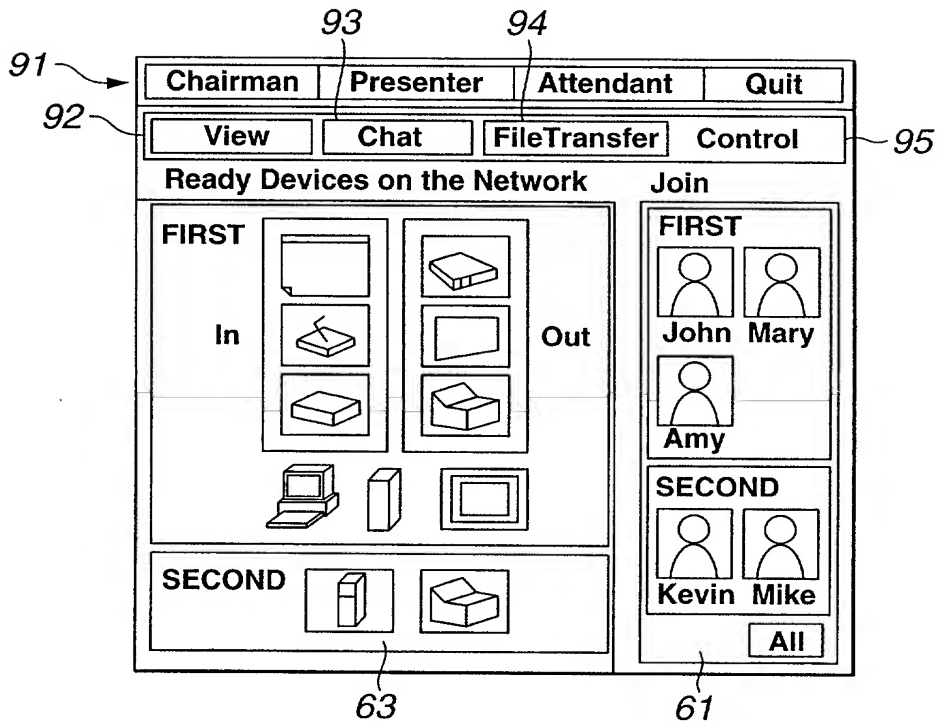 93
94
91
Chairman Presenter Attendant Quit
92
View Chat FileTransfer Control
95
Ready Devices on the Network
Join
FIRST
In
Out
SECOND
FIRST
John Mary
Amy
SECOND
Kevin Mike
All
63
61